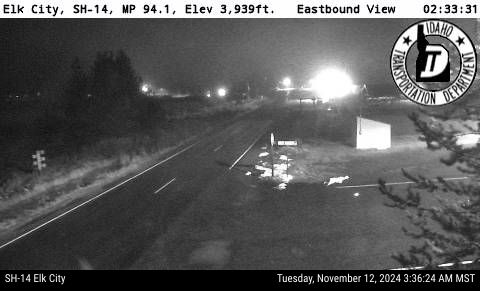 Elk City, SH-14, MP 94.1, Elev 3,939ft.   Eastbound View   02:33:31
IDAHO
TRANSPORTATION DEPARTMENT
SH-14 Elk City
Tuesday, November 12, 2024 3:36:24 AM MST